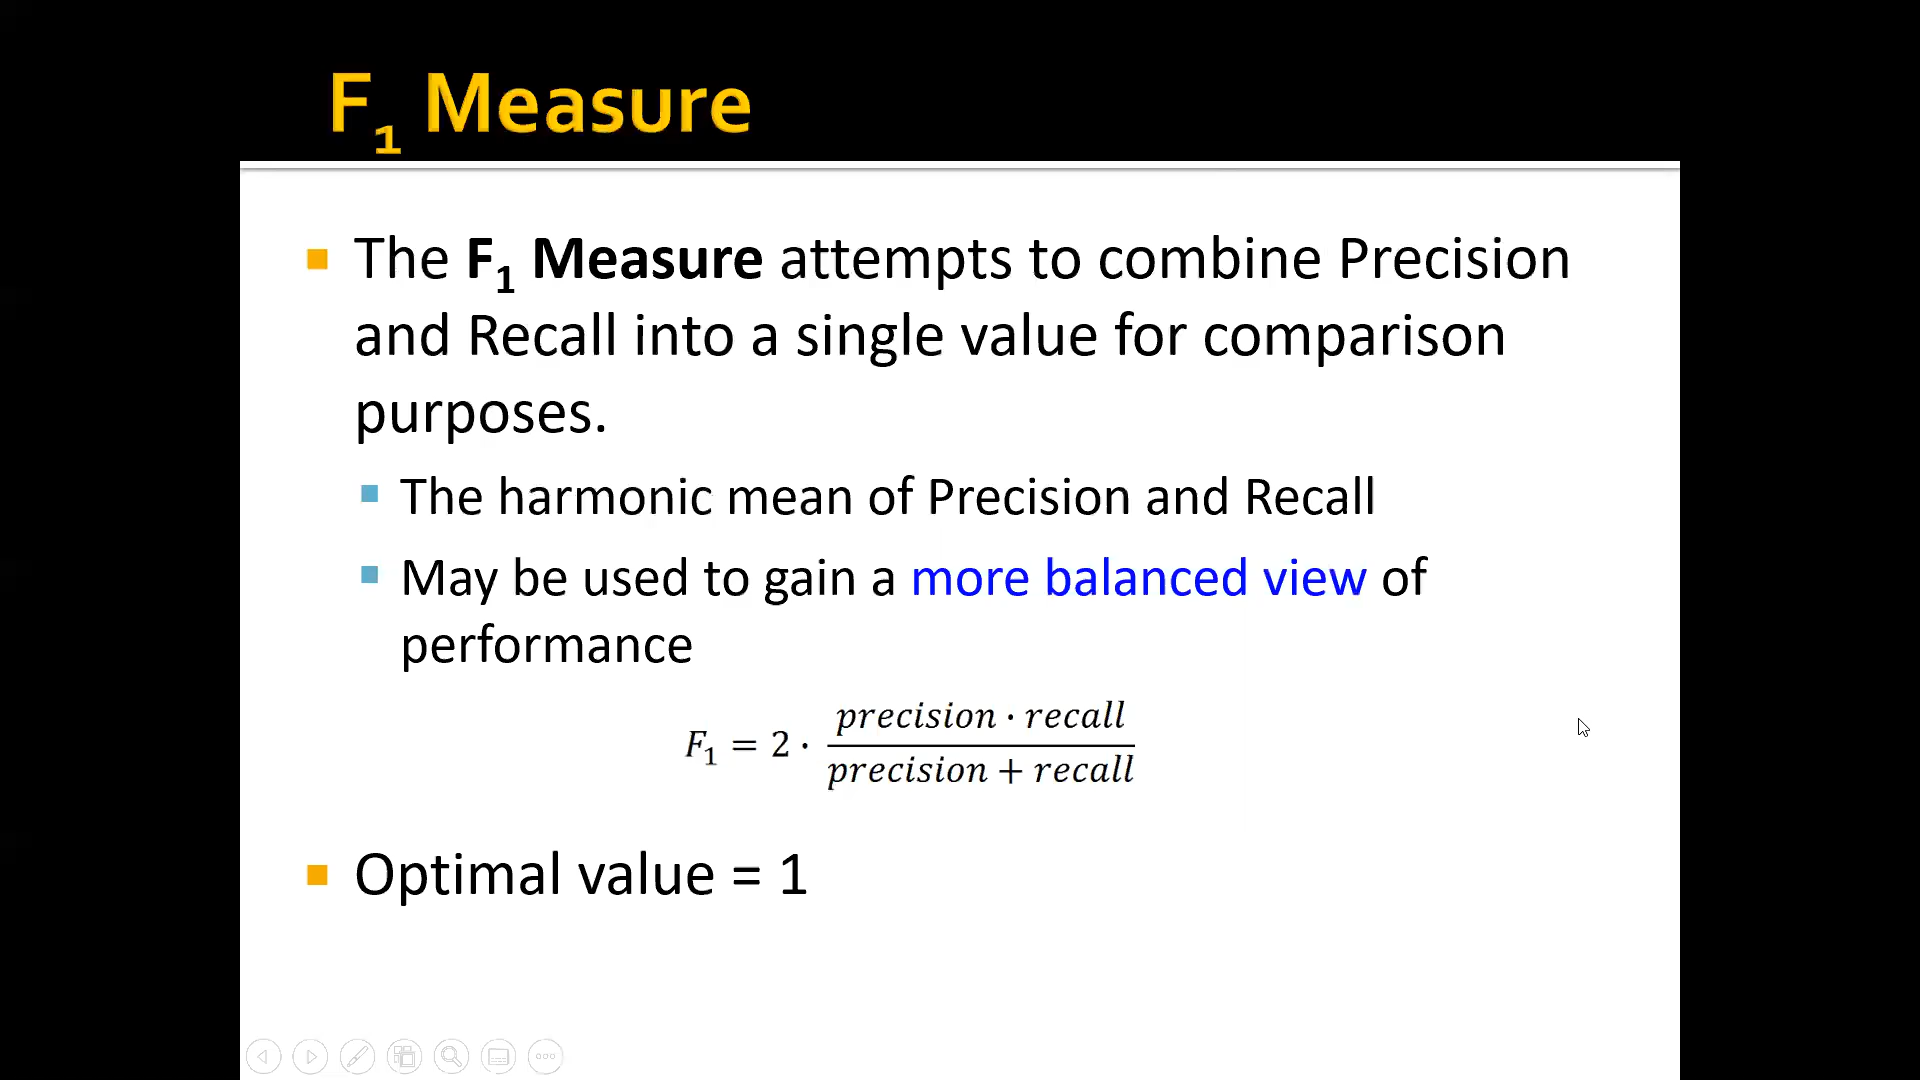 F₁ Measure
The F₁ Measure attempts to combine Precision
and Recall into a single value for comparison
purposes.
The harmonic mean of Precision and Recall
May be used to gain a more balanced view of
performance
F₁ = 2 · (precision · recall) / (precision + recall)
Optimal value = 1